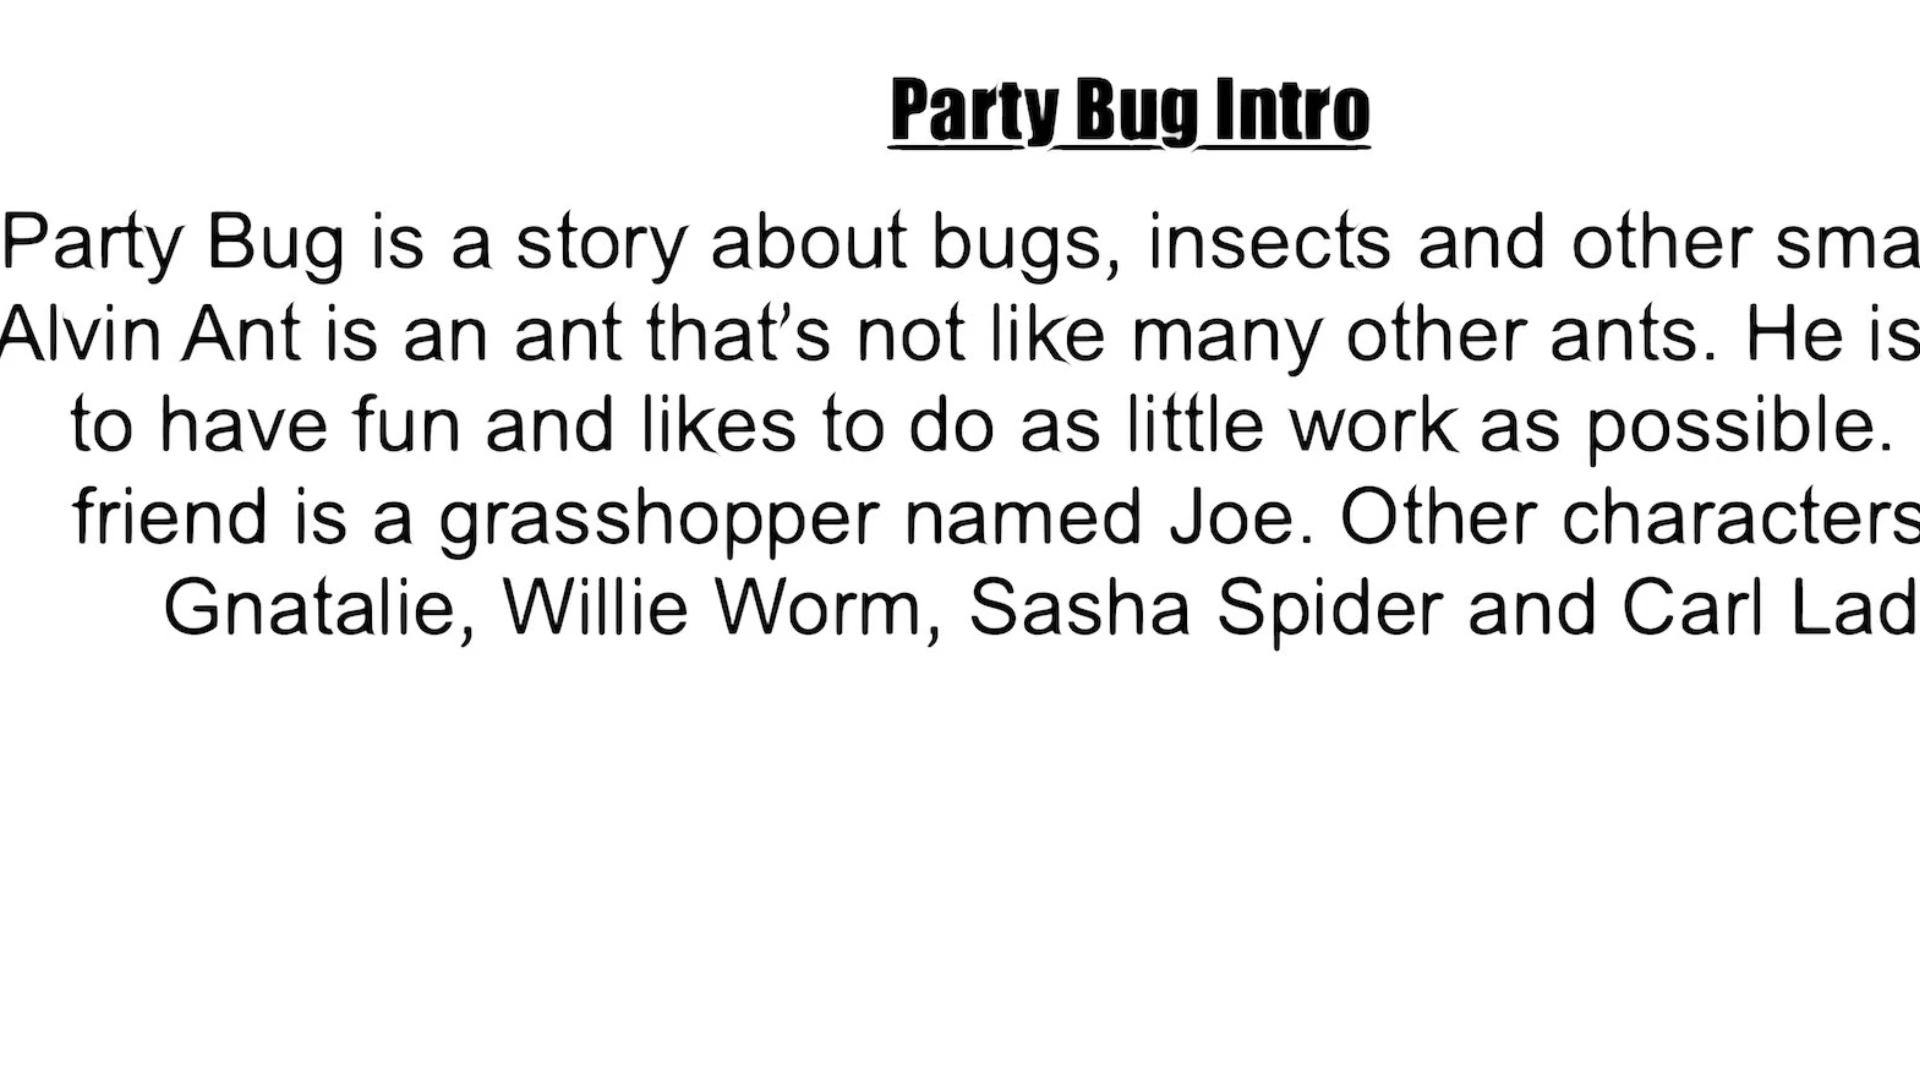 Party Bug Intro
Party Bug is a story about bugs, insects and other sma
Alvin Ant is an ant that’s not like many other ants. He is
to have fun and likes to do as little work as possible.
friend is a grasshopper named Joe. Other characters
Gnatalie, Willie Worm, Sasha Spider and Carl Lad